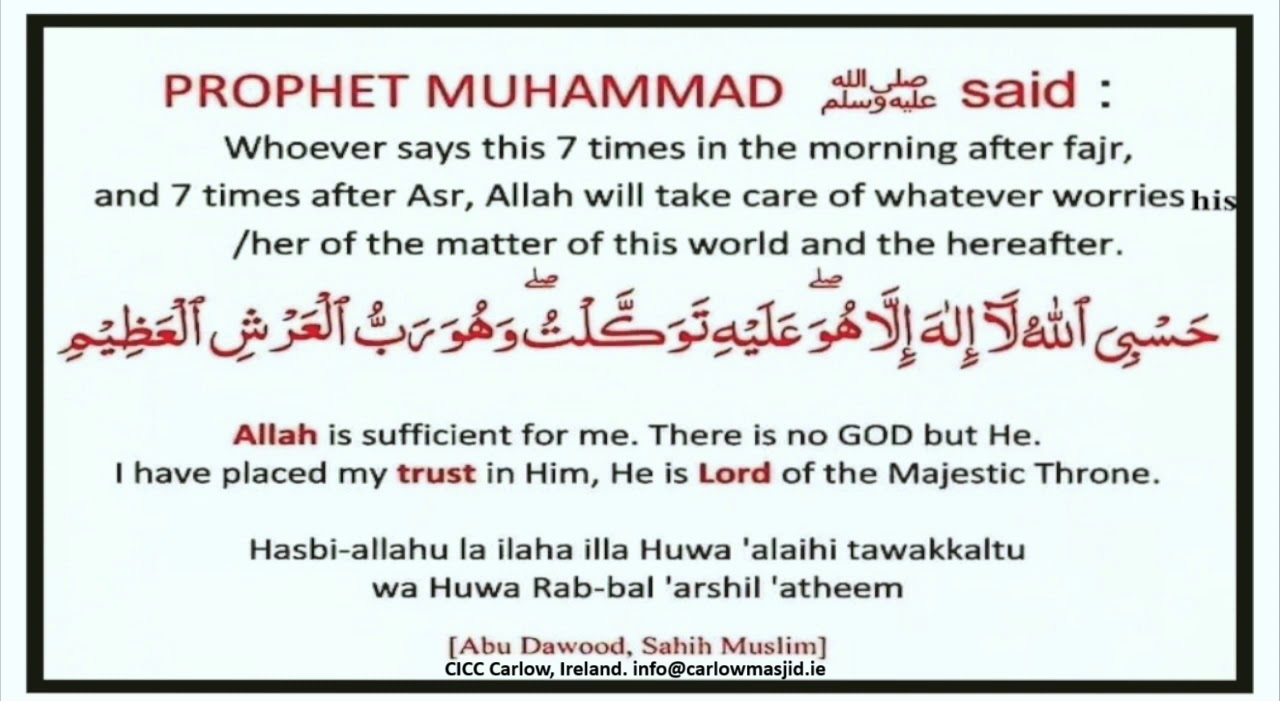 PROPHET MUHAMMAD صلى الله عليه وسلم said :
Whoever says this 7 times in the morning after fajr,
and 7 times after Asr, Allah will take care of whatever worries his
/her of the matter of this world and the hereafter.
حَسْبِىَ ٱللَّهُ لَآ إِلَٰهَ إِلَّا هُوَ ۖ عَلَيْهِ تَوَكَّلْتُ ۖ وَهُوَ رَبُّ ٱلْعَرْشِ ٱلْعَظِيْمِ
Allah is sufficient for me. There is no GOD but He.
I have placed my trust in Him, He is Lord of the Majestic Throne.
Hasbi-allahu la ilaha illa Huwa 'alaihi tawakkaltu
wa Huwa Rab-bal 'arshil 'atheem
[Abu Dawood, Sahih Muslim]
CICC Carlow, Ireland. info@carlowmasjid.ie